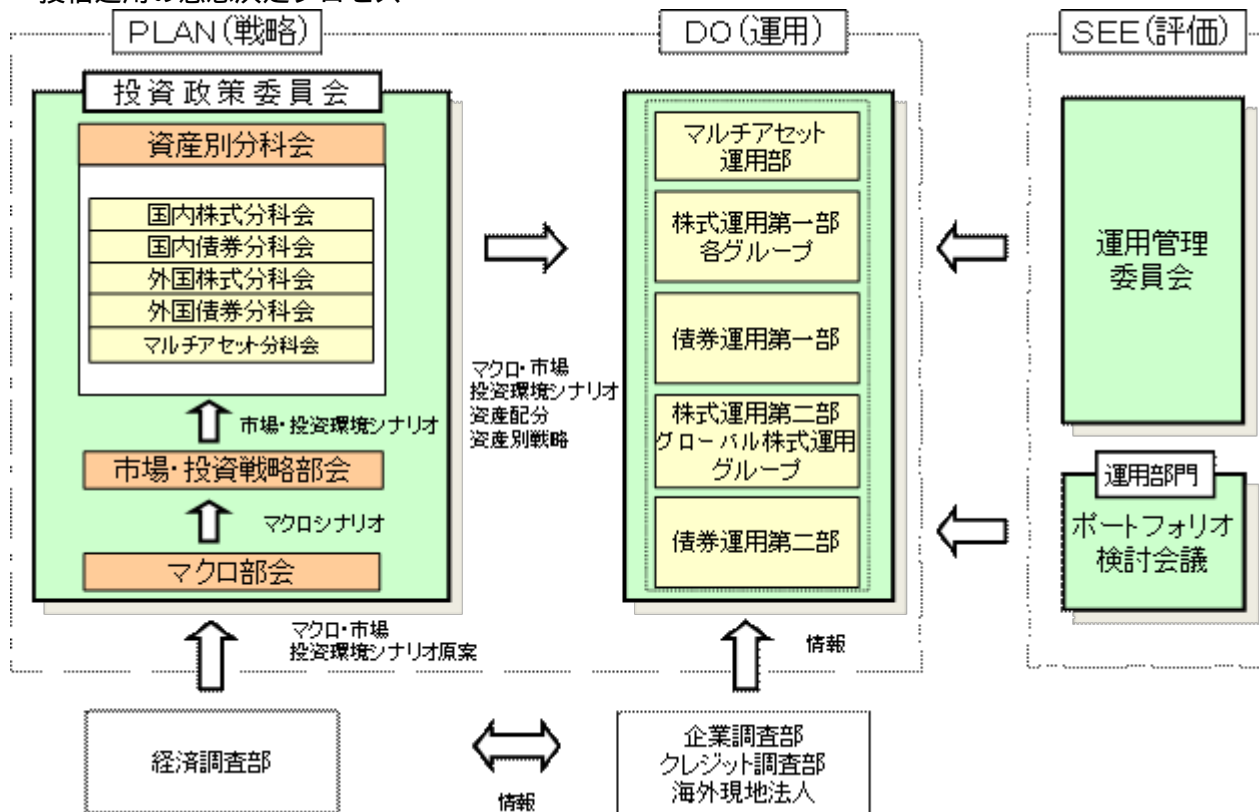 PLAN(戦略)
DO(運用)
SEE(評価)
投資政策委員会
資産別分科会
国内株式分科会
国内債券分科会
外国株式分科会
外国債券分科会
マルチアセット分科会
市場・投資環境シナリオ
市場・投資戦略部会
マクロシナリオ
マクロ部会
マクロ・市場
投資環境シナリオ原案
経済調査部
マクロ・市場
投資環境シナリオ
資産配分
資産別戦略
マルチアセット
運用部
株式運用第一部
各グループ
債券運用第一部
株式運用第二部
グローバル株式運用
グループ
債券運用第二部
情報
情報
企業調査部
クレジット調査部
海外現地法人
運用管理
委員会
運用部門
ポートフォリオ
検討会議